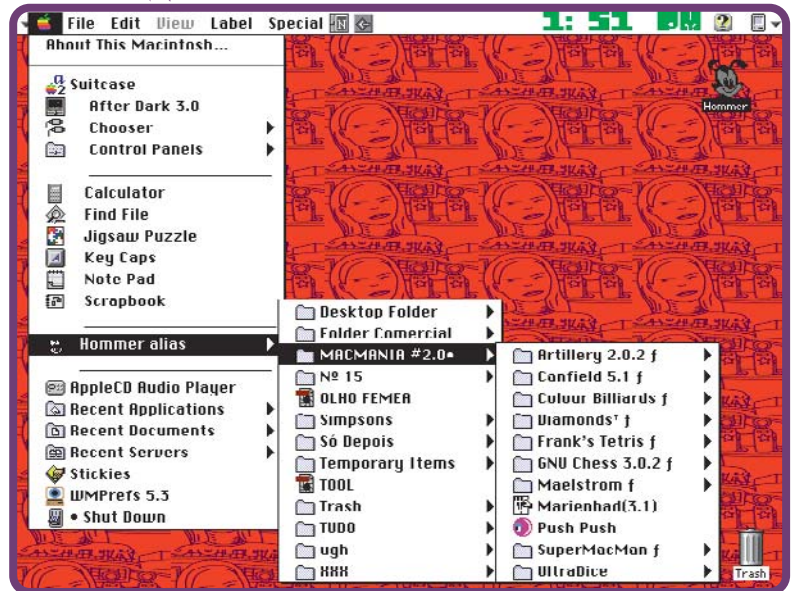 File Edit View Label Special
1: 51 PM
About This Macintosh...
Suitcase
After Dark 3.0
Chooser
Control Panels
Calculator
Find File
Jigsaw Puzzle
Key Caps
Note Pad
Scrapbook
Hommer alias
AppleCD Audio Player
Recent Applications
Recent Documents
Recent Servers
Stickies
WMPrefs 5.3
• Shut Down
Desktop Folder
Folder Comercial
MACMANIA #2.0•
Nº 15
OLHO FEMEA
Simpsons
Só Depois
Temporary Items
TOOL
Trash
TUDO
ugh
XXX
Artillery 2.0.2 ƒ
Canfield 5.1 ƒ
Colour Billiards ƒ
Diamonds† ƒ
Frank's Tetris ƒ
GNU Chess 3.0.2 ƒ
Maelstrom ƒ
Marienbad(3.1)
Push Push
SuperMacMan ƒ
UltraDice
Hommer
Trash